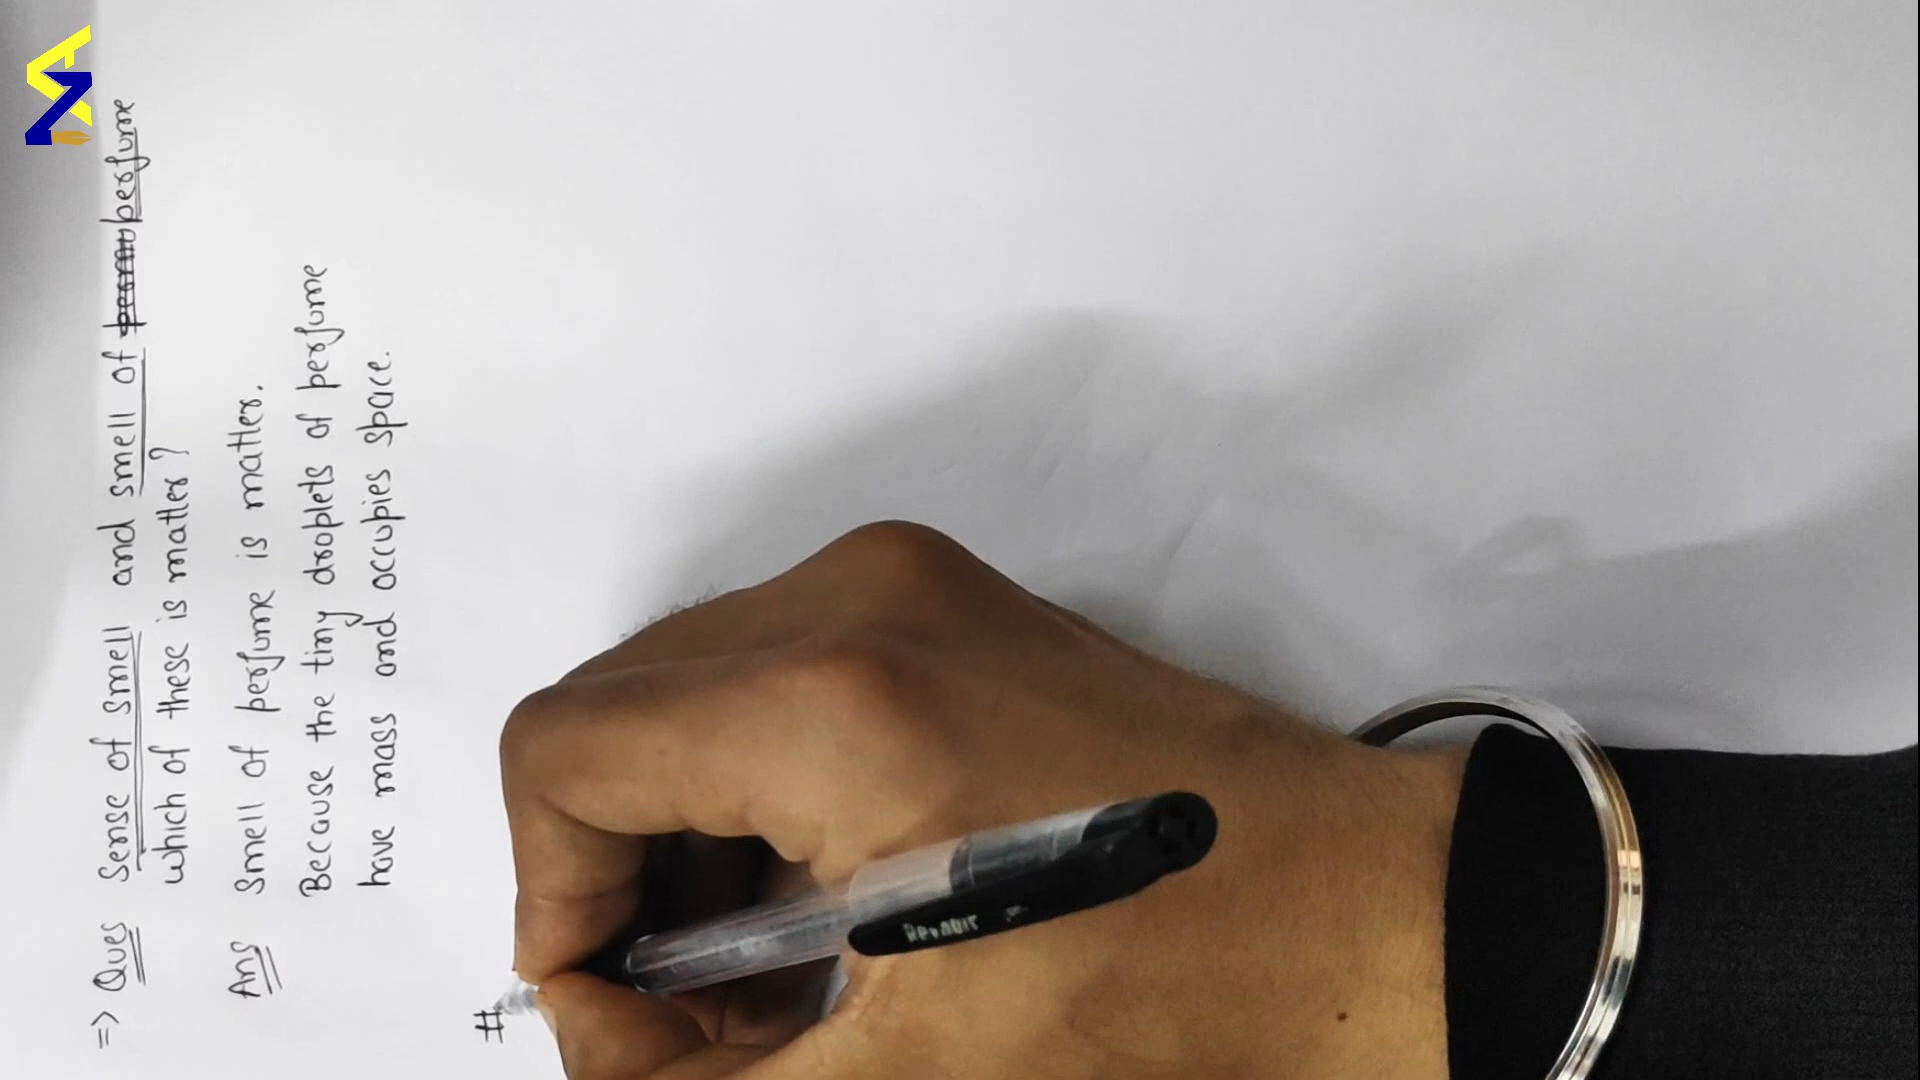 => Ques Sense of smell and smell of perfume
which of these is matter?
Ans Smell of perfume is matter.
Because the tiny droplets of perfume
have mass and occupies space.
#